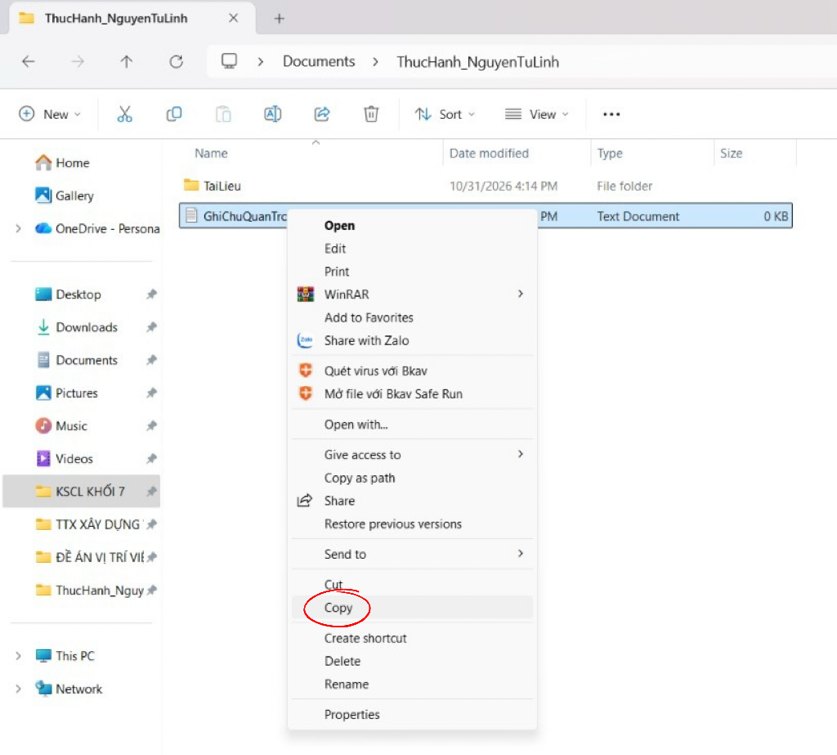 ThucHanh_NguyenTuLinh
Documents > ThucHanh_NguyenTuLinh
New Sort View ...
Name Date modified Type Size
TaiLieu 10/31/2026 4:14 PM File folder
GhiChuQuanTrc PM Text Document 0 KB
Home
Gallery
OneDrive - Persona
Desktop
Downloads
Documents
Pictures
Music
Videos
KSCL KHỐI 7
TTX XÂY DỰNG
ĐỀ ÁN VỊ TRÍ VIỆ
ThucHanh_Nguy
This PC
Network
Open
Edit
Print
WinRAR
Add to Favorites
Zalo Share with Zalo
Quét virus với Bkav
Mở file với Bkav Safe Run
Open with...
Give access to
Copy as path
Share
Restore previous versions
Send to
Cut
Copy
Create shortcut
Delete
Rename
Properties